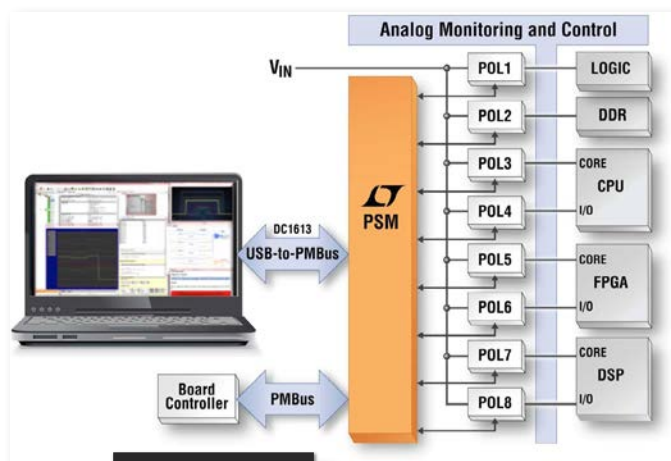 Analog Monitoring and Control
VIN
POL1
LOGIC
POL2
DDR
POL3
CORE
CPU
POL4
I/O
PSM
DC1613
USB-to-PMBus
POL5
CORE
FPGA
POL6
I/O
POL7
CORE
DSP
Board
Controller
PMBus
POL8
I/O